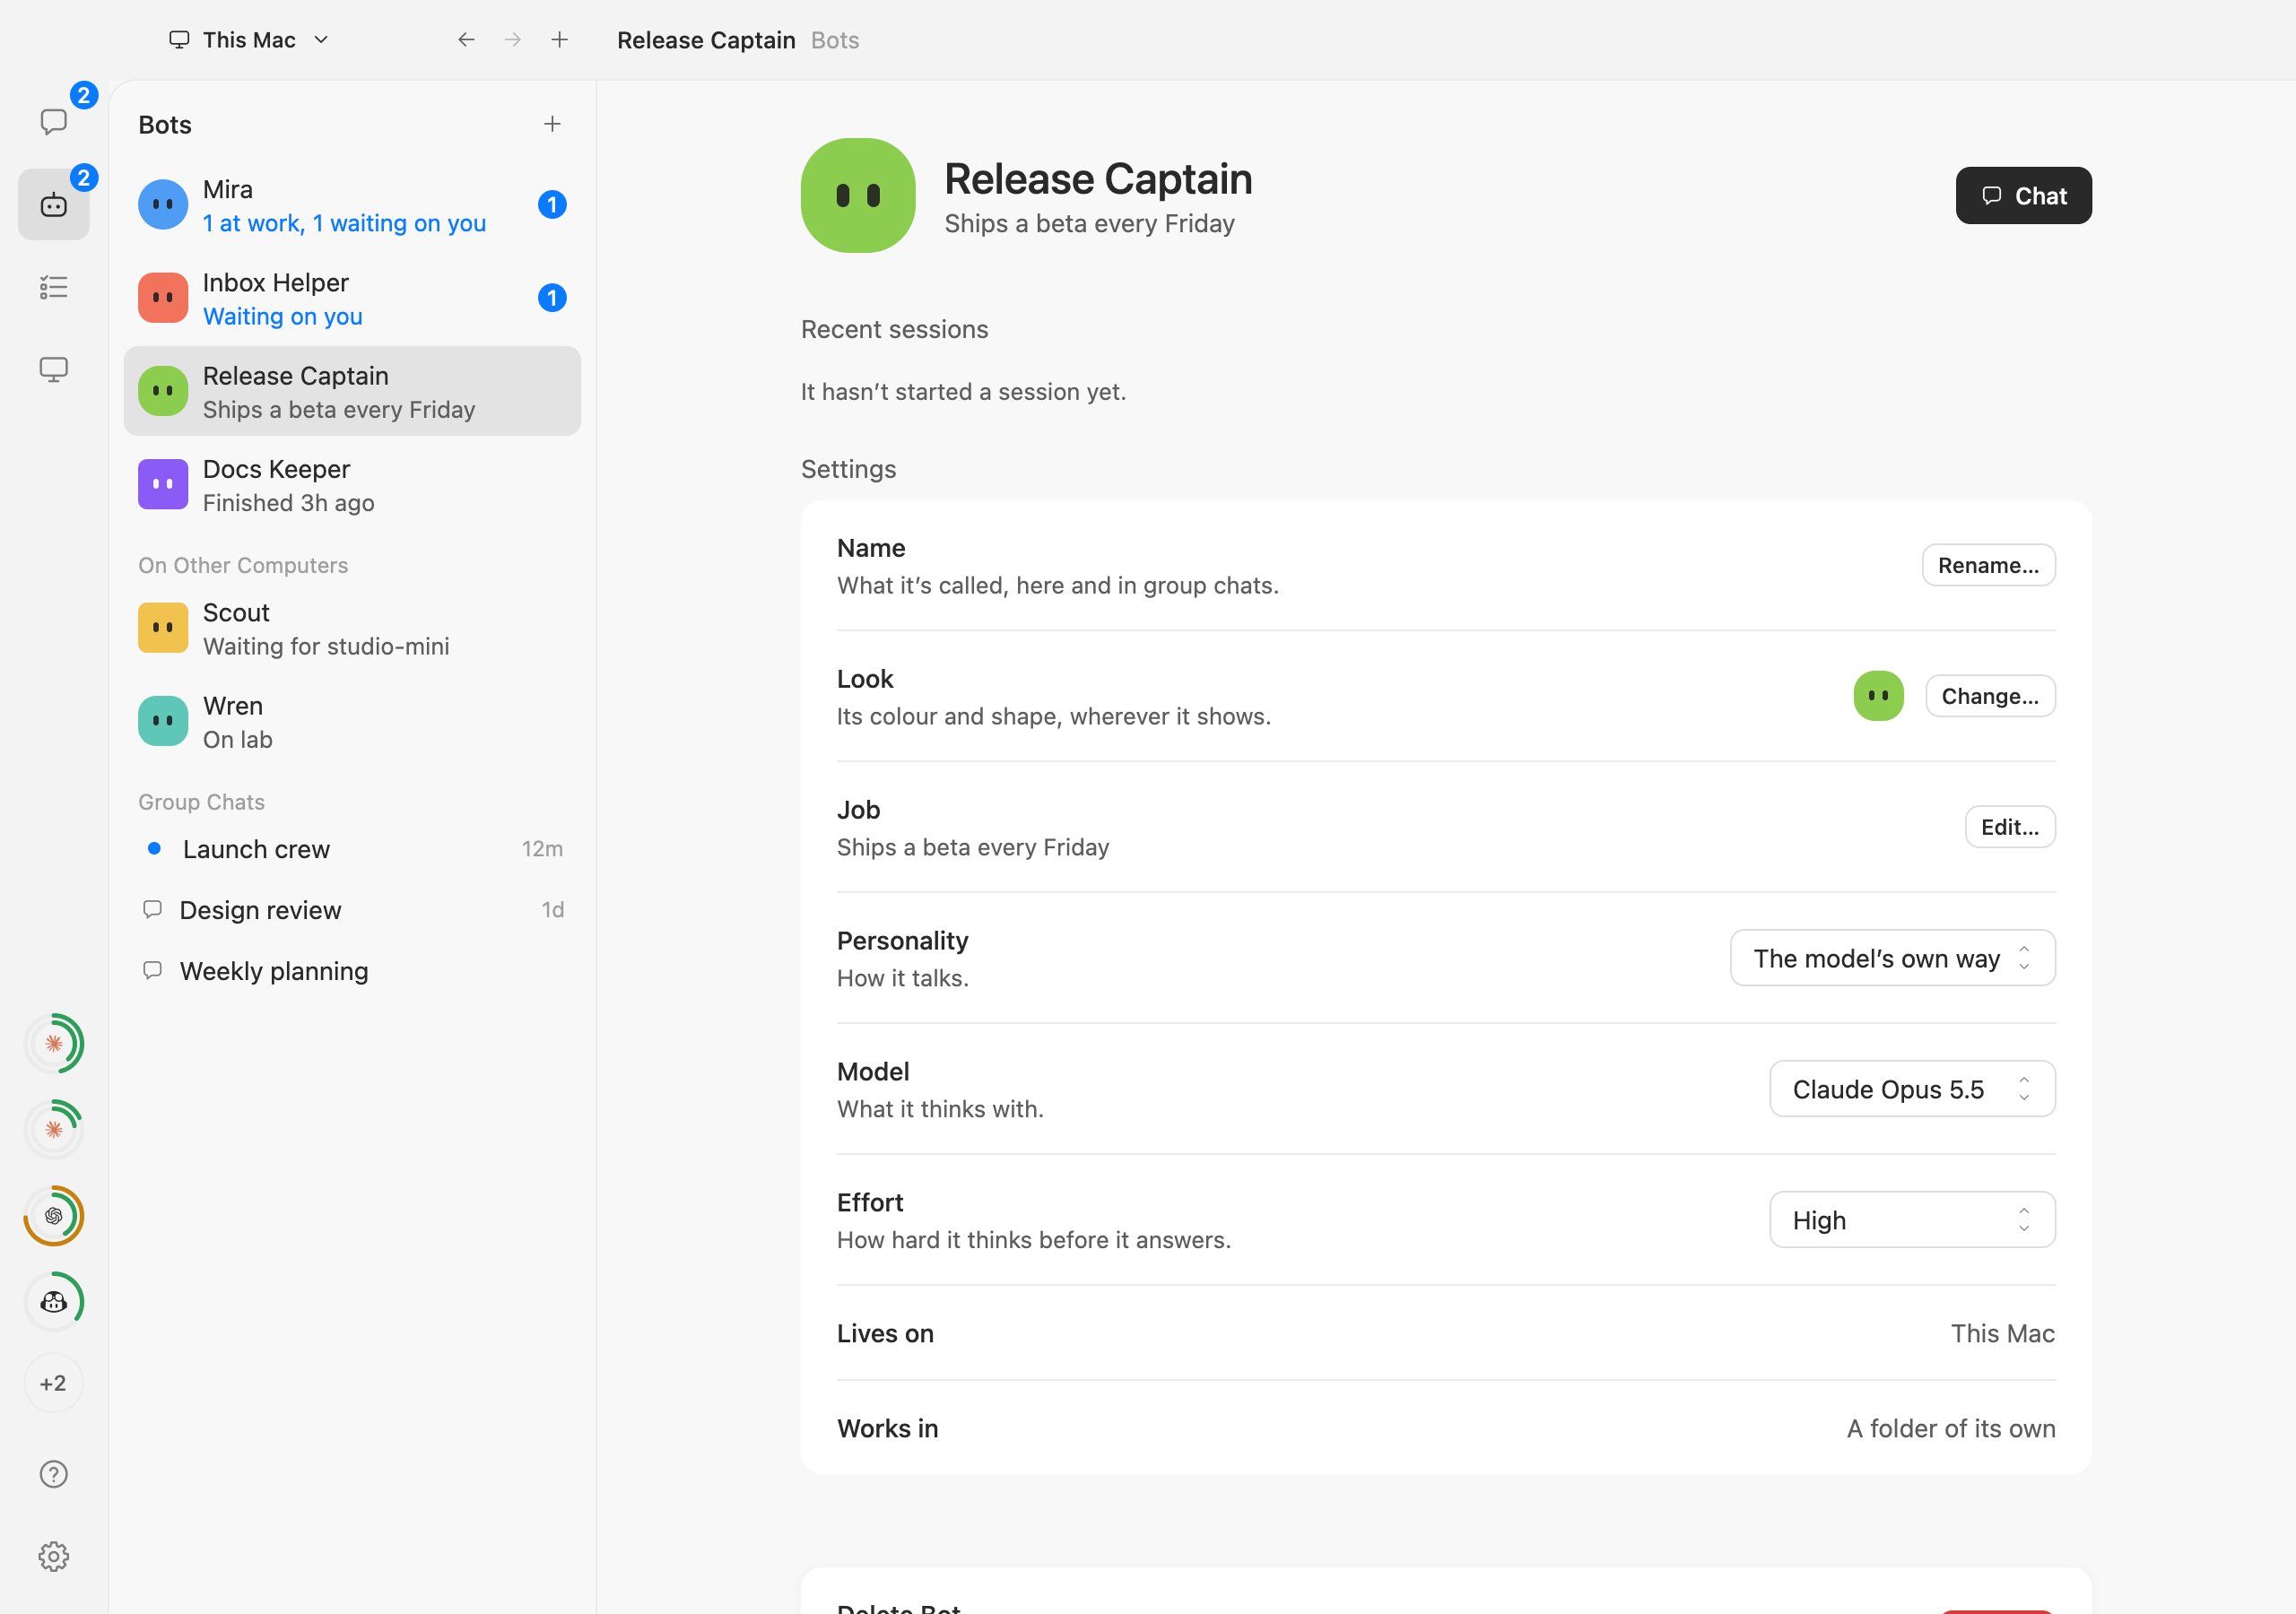 This Mac
Release Captain Bots
2
2
Bots
Mira
1 at work, 1 waiting on you
1
Inbox Helper
Waiting on you
1
Release Captain
Ships a beta every Friday
Docs Keeper
Finished 3h ago
On Other Computers
Scout
Waiting for studio-mini
Wren
On lab
Group Chats
Launch crew 12m
Design review 1d
Weekly planning
+2
Release Captain
Ships a beta every Friday
Chat
Recent sessions
It hasn’t started a session yet.
Settings
Name
What it’s called, here and in group chats.
Rename...
Look
Its colour and shape, wherever it shows.
Change...
Job
Ships a beta every Friday
Edit...
Personality
How it talks.
The model’s own way
Model
What it thinks with.
Claude Opus 5.5
Effort
How hard it thinks before it answers.
High
Lives on This Mac
Works in A folder of its own
Delete Bot